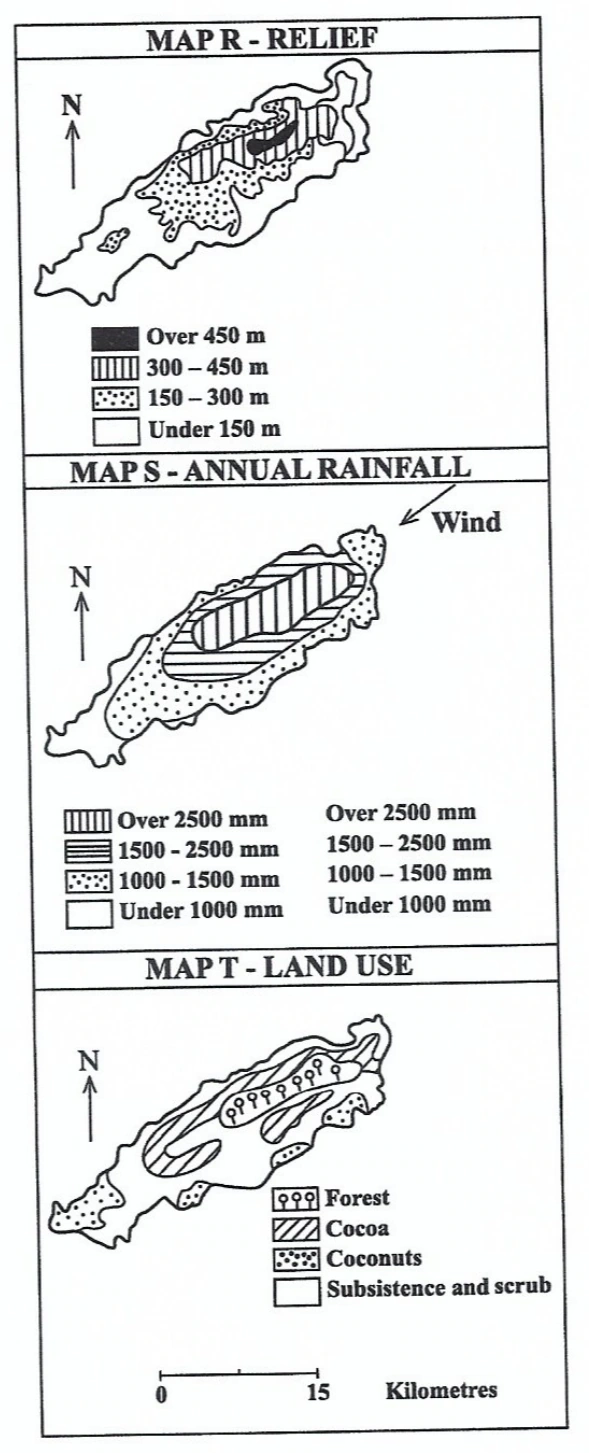 MAP R - RELIEF
N
Over 450 m
300 – 450 m
150 – 300 m
Under 150 m
MAP S - ANNUAL RAINFALL
Wind
N
Over 2500 mm Over 2500 mm
1500 - 2500 mm 1500 – 2500 mm
1000 - 1500 mm 1000 – 1500 mm
Under 1000 mm Under 1000 mm
MAP T - LAND USE
N
Forest
Cocoa
Coconuts
Subsistence and scrub
0 15 Kilometres